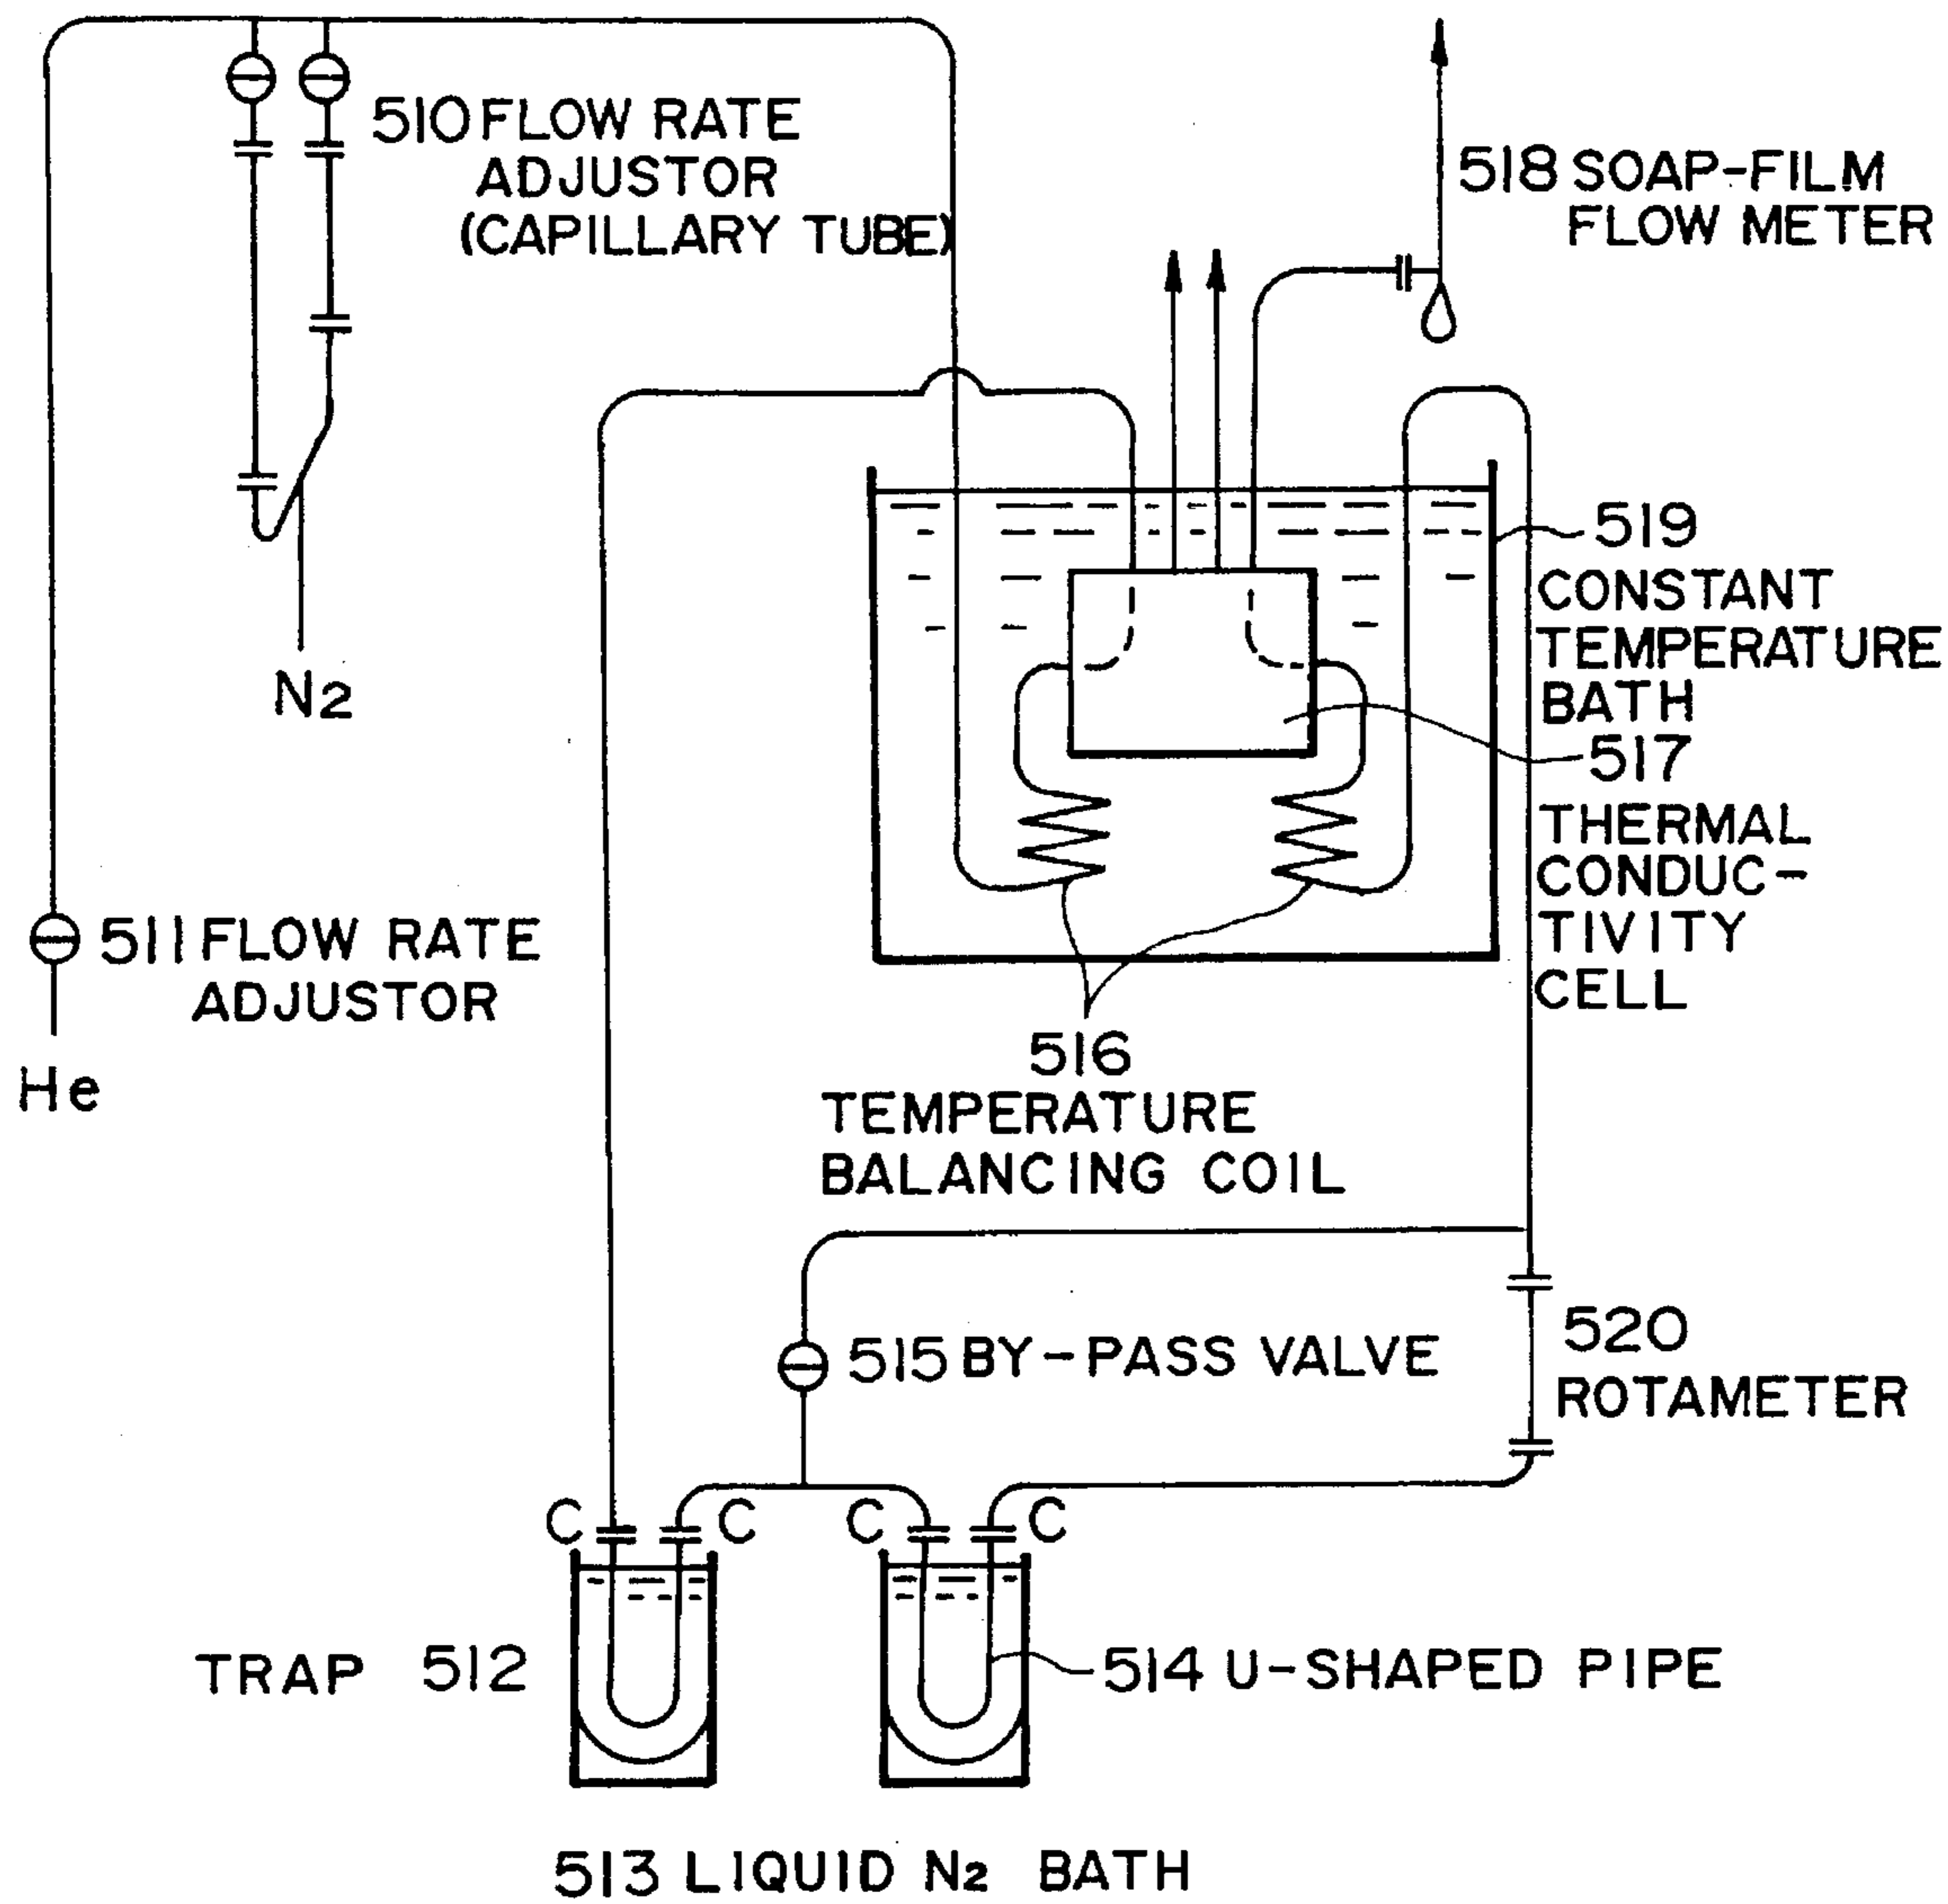 510 FLOW RATE
ADJUSTOR
(CAPILLARY TUBE)
518 SOAP-FILM
FLOW METER
N2
519
CONSTANT
TEMPERATURE
BATH
517
THERMAL
CONDUC-
TIVITY
CELL
511 FLOW RATE
ADJUSTOR
He
516
TEMPERATURE
BALANCING COIL
515 BY-PASS VALVE
520
ROTAMETER
C C C C
TRAP 512
514 U-SHAPED PIPE
513 LIQUID N2 BATH